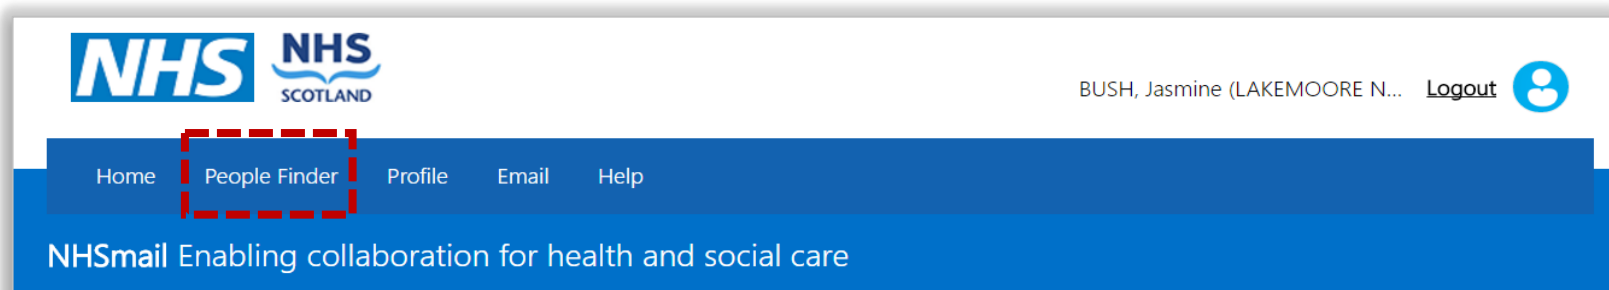 NHS
NHS
SCOTLAND
BUSH, Jasmine (LAKEMOORE N... Logout
Home People Finder Profile Email Help
NHSmail Enabling collaboration for health and social care